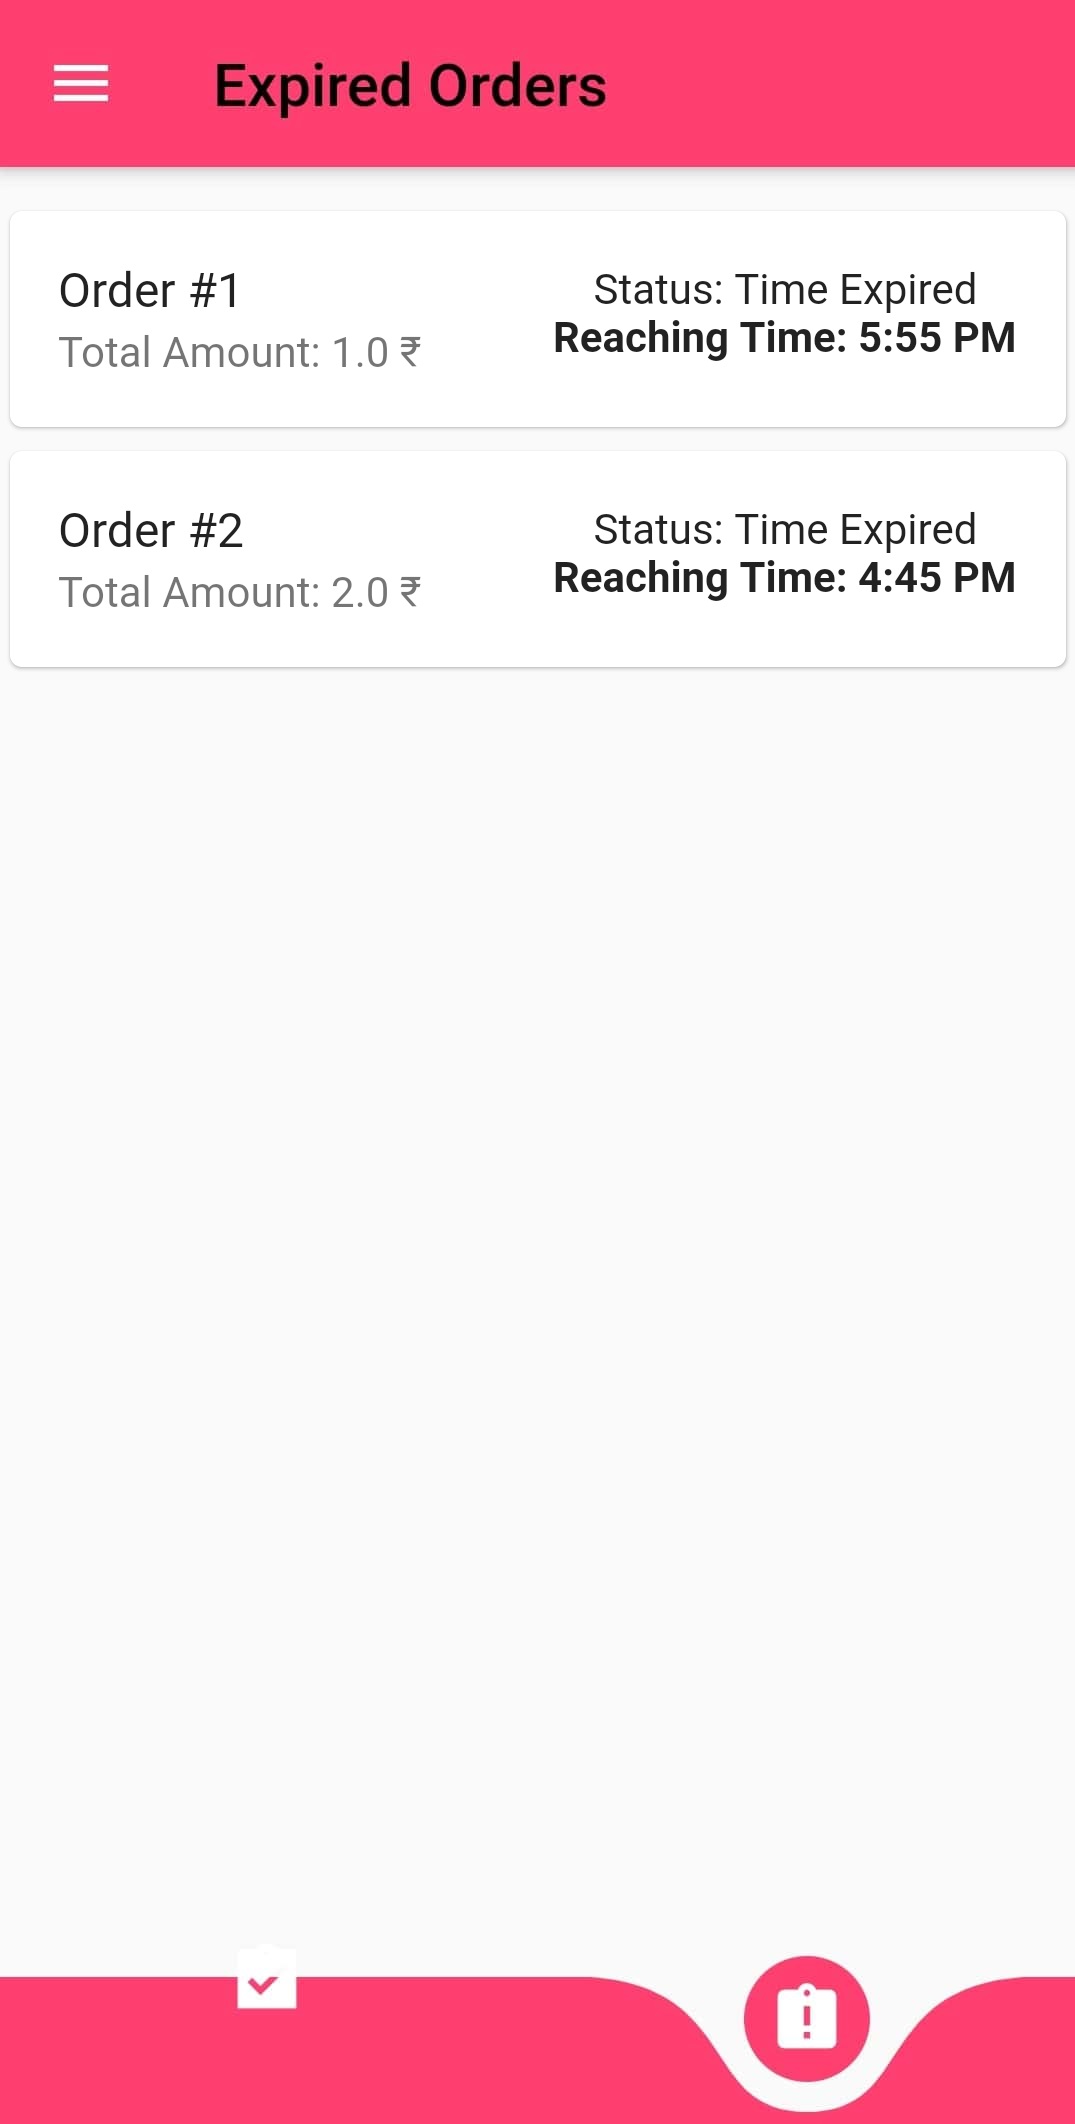 Expired Orders
Order #1
Total Amount: 1.0 ₹
Status: Time Expired
Reaching Time: 5:55 PM
Order #2
Total Amount: 2.0 ₹
Status: Time Expired
Reaching Time: 4:45 PM